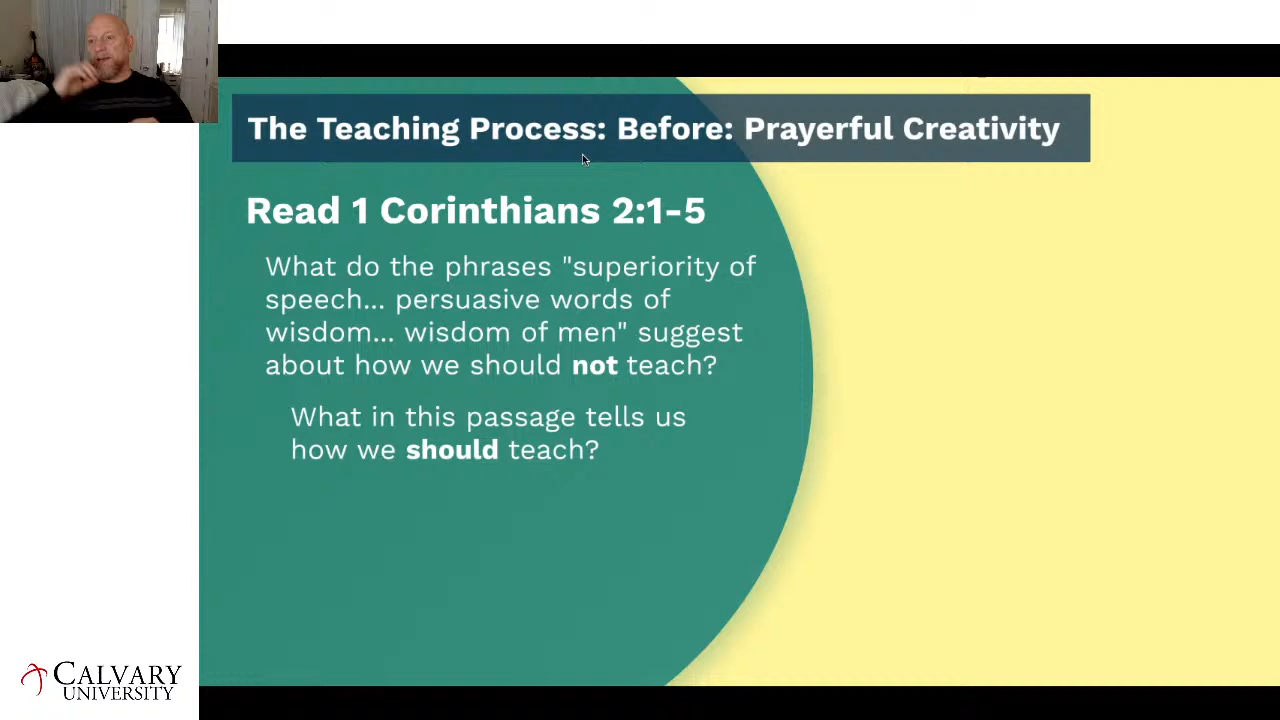 The Teaching Process: Before: Prayerful Creativity
Read 1 Corinthians 2:1-5
What do the phrases "superiority of
speech... persuasive words of
wisdom... wisdom of men" suggest
about how we should not teach?
What in this passage tells us
how we should teach?
CALVARY
UNIVERSITY